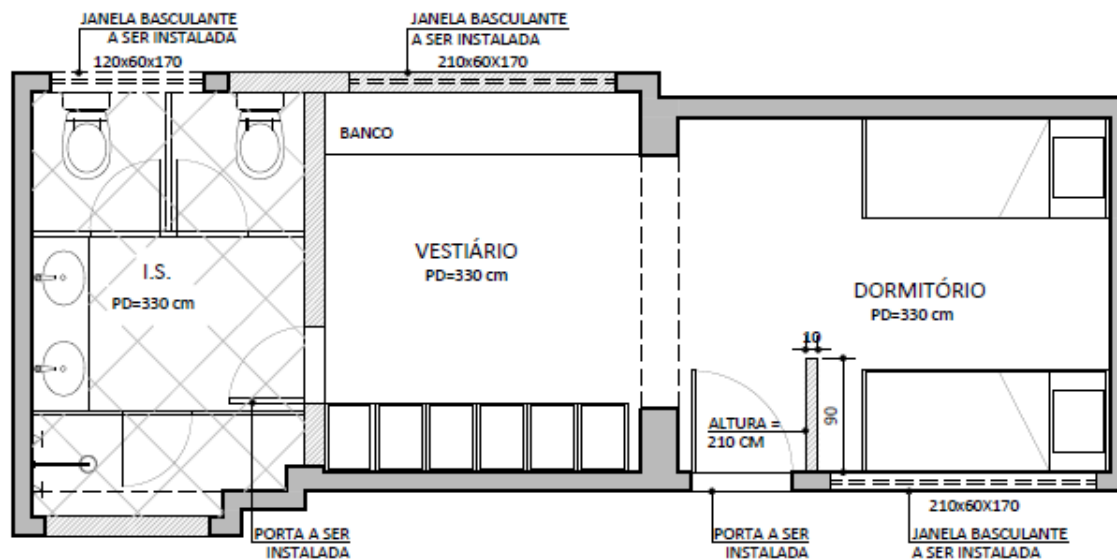 JANELA BASCULANTE
A SER INSTALADA
120x60x170
JANELA BASCULANTE
A SER INSTALADA
210x60X170
BANCO
I.S.
PD=330 cm
VESTIÁRIO
PD=330 cm
DORMITÓRIO
PD=330 cm
10
90
ALTURA =
210 CM
PORTA A SER
INSTALADA
PORTA A SER
INSTALADA
210x60X170
JANELA BASCULANTE
A SER INSTALADA